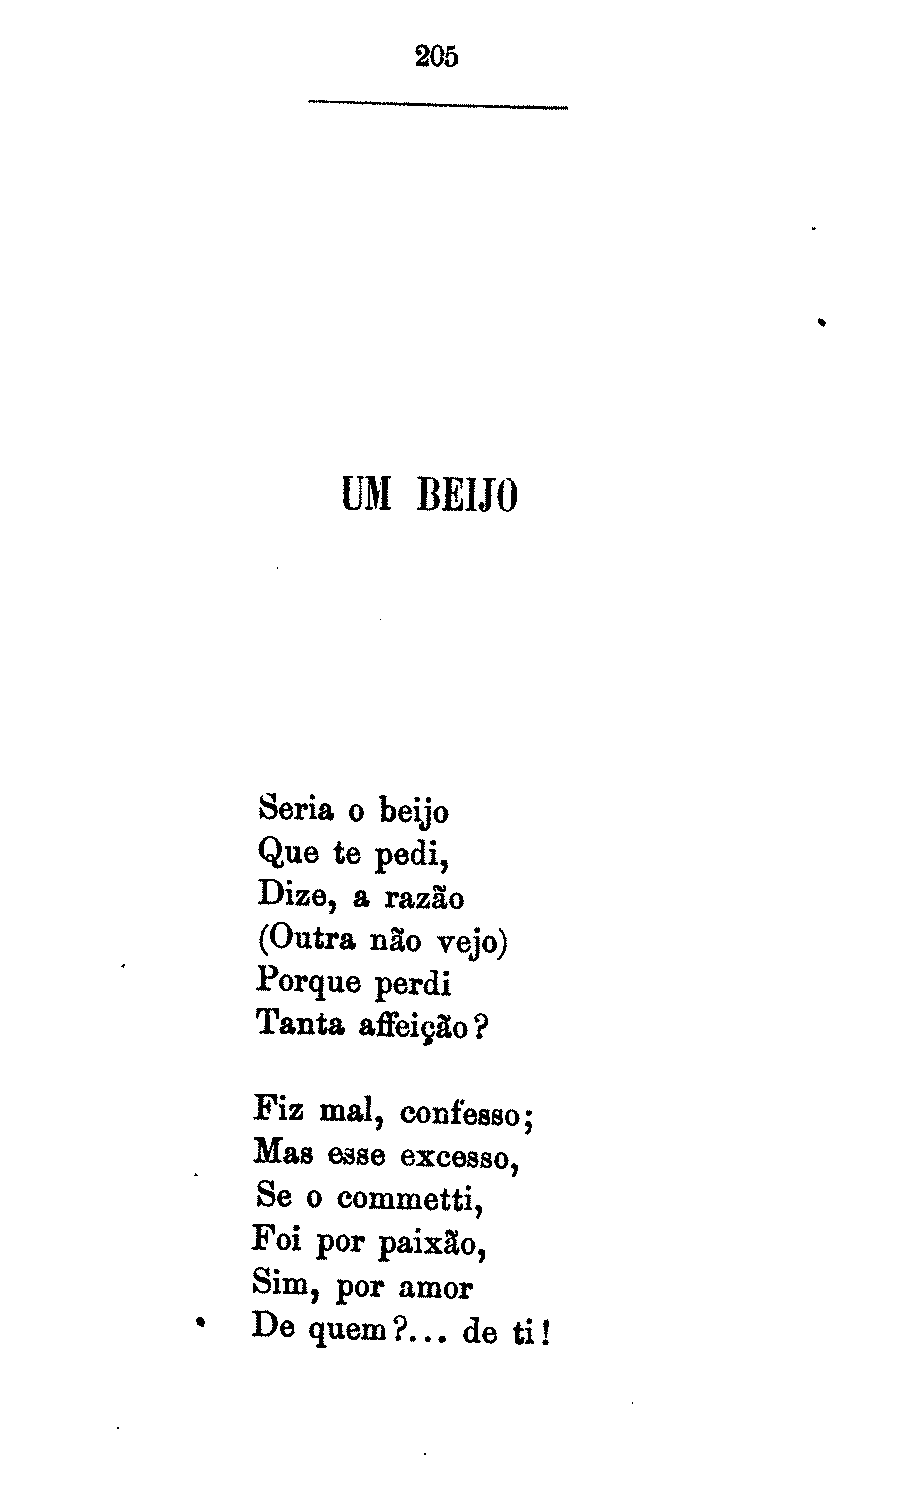 205
UM BEIJO
Seria o beijo
Que te pedi,
Dize, a razão
(Outra não vejo)
Porque perdi
Tanta affeição?
Fiz mal, confesso;
Mas esse excesso,
Se o commetti,
Foi por paixão,
Sim, por amor
De quem?... de ti!